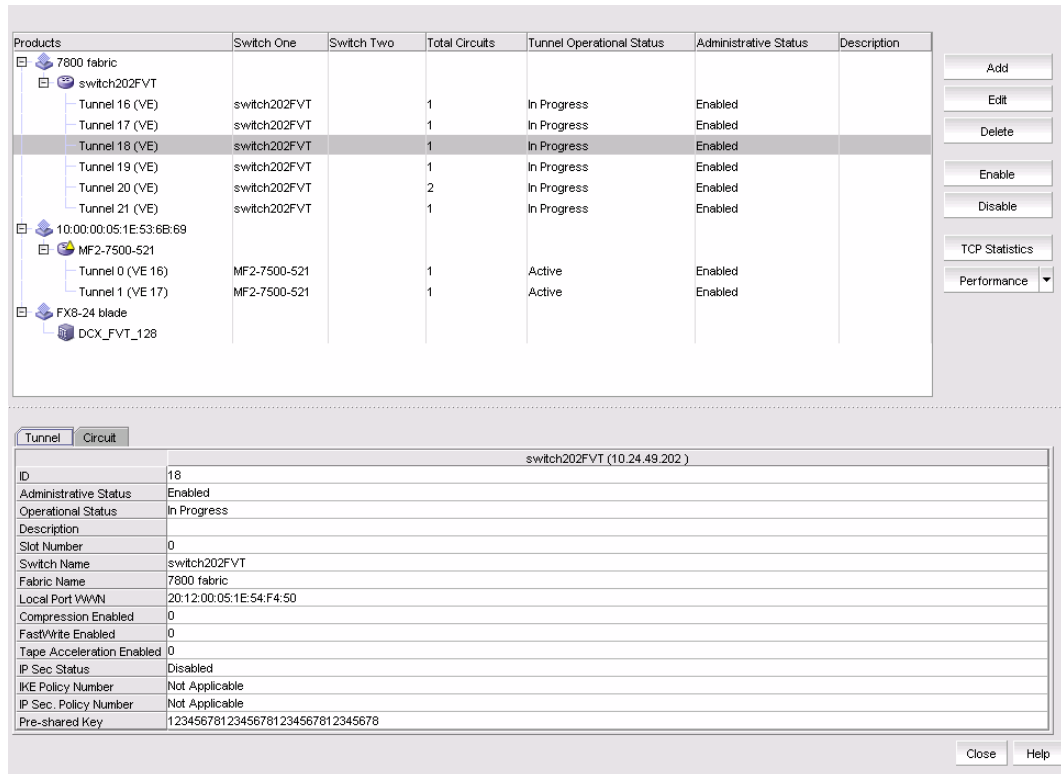 Products Switch One Switch Two Total Circuits Tunnel Operational Status Administrative Status Description
7800 fabric
switch202FVT
Tunnel 16 (VE) switch202FVT 1 In Progress Enabled
Tunnel 17 (VE) switch202FVT 1 In Progress Enabled
Tunnel 18 (VE) switch202FVT 1 In Progress Enabled
Tunnel 19 (VE) switch202FVT 1 In Progress Enabled
Tunnel 20 (VE) switch202FVT 2 In Progress Enabled
Tunnel 21 (VE) switch202FVT 1 In Progress Enabled
10:00:00:05:1E:53:6B:69
MF2-7500-521
Tunnel 0 (VE 16) MF2-7500-521 1 Active Enabled
Tunnel 1 (VE 17) MF2-7500-521 1 Active Enabled
FX8-24 blade
DCX_FVT_128
Add
Edit
Delete
Enable
Disable
TCP Statistics
Performance
Tunnel Circuit
switch202FVT (10.24.49.202 )
ID 18
Administrative Status Enabled
Operational Status In Progress
Description
Slot Number 0
Switch Name switch202FVT
Fabric Name 7800 fabric
Local Port WWN 20:12:00:05:1E:54:F4:50
Compression Enabled 0
FastWrite Enabled 0
Tape Acceleration Enabled 0
IP Sec Status Disabled
IKE Policy Number Not Applicable
IP Sec. Policy Number Not Applicable
Pre-shared Key 12345678123456781234567812345678
Close Help